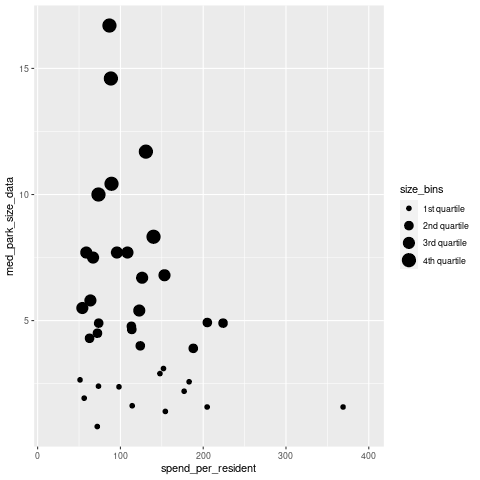 15
10
5
med_park_size_data
0 100 200 300 400
spend_per_resident
size_bins
1st quartile
2nd quartile
3rd quartile
4th quartile